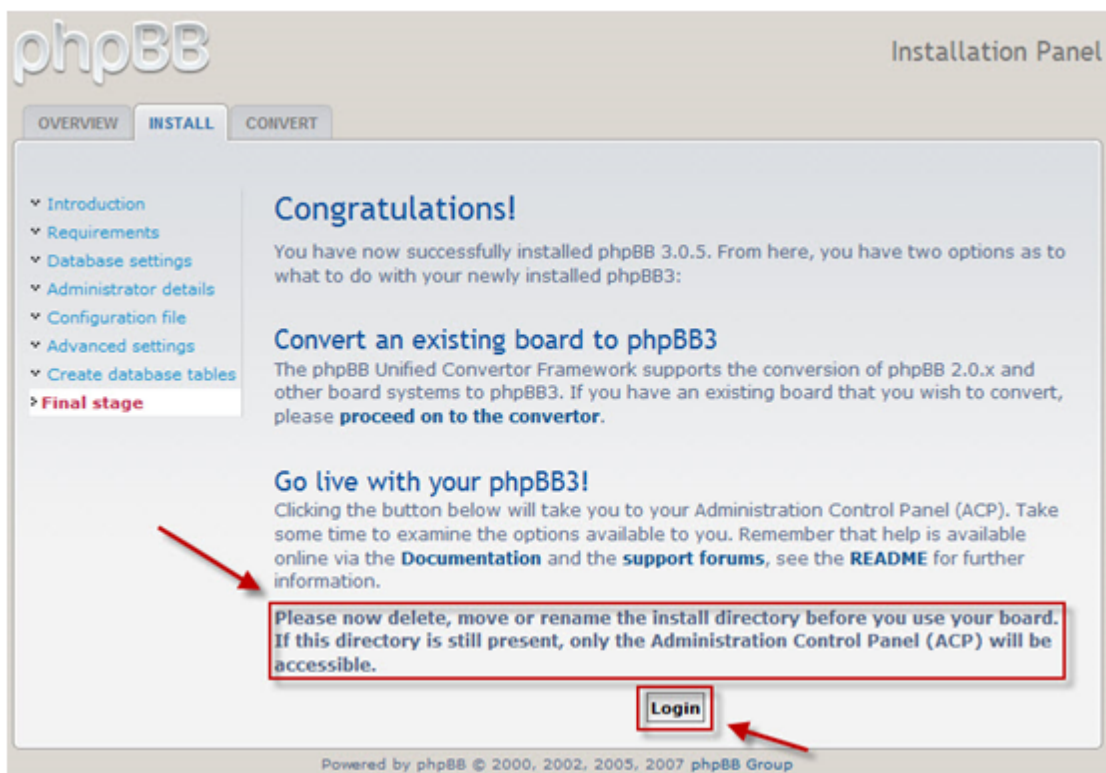 phpBB
Installation Panel
OVERVIEW INSTALL CONVERT
Introduction
Requirements
Database settings
Administrator details
Configuration file
Advanced settings
Create database tables
Final stage
Congratulations!
You have now successfully installed phpBB 3.0.5. From here, you have two options as to
what to do with your newly installed phpBB3:
Convert an existing board to phpBB3
The phpBB Unified Convertor Framework supports the conversion of phpBB 2.0.x and
other board systems to phpBB3. If you have an existing board that you wish to convert,
please proceed on to the convertor.
Go live with your phpBB3!
Clicking the button below will take you to your Administration Control Panel (ACP). Take
some time to examine the options available to you. Remember that help is available
online via the Documentation and the support forums, see the README for further
information.
Please now delete, move or rename the install directory before you use your board.
If this directory is still present, only the Administration Control Panel (ACP) will be
accessible.
Login
Powered by phpBB © 2000, 2002, 2005, 2007 phpBB Group